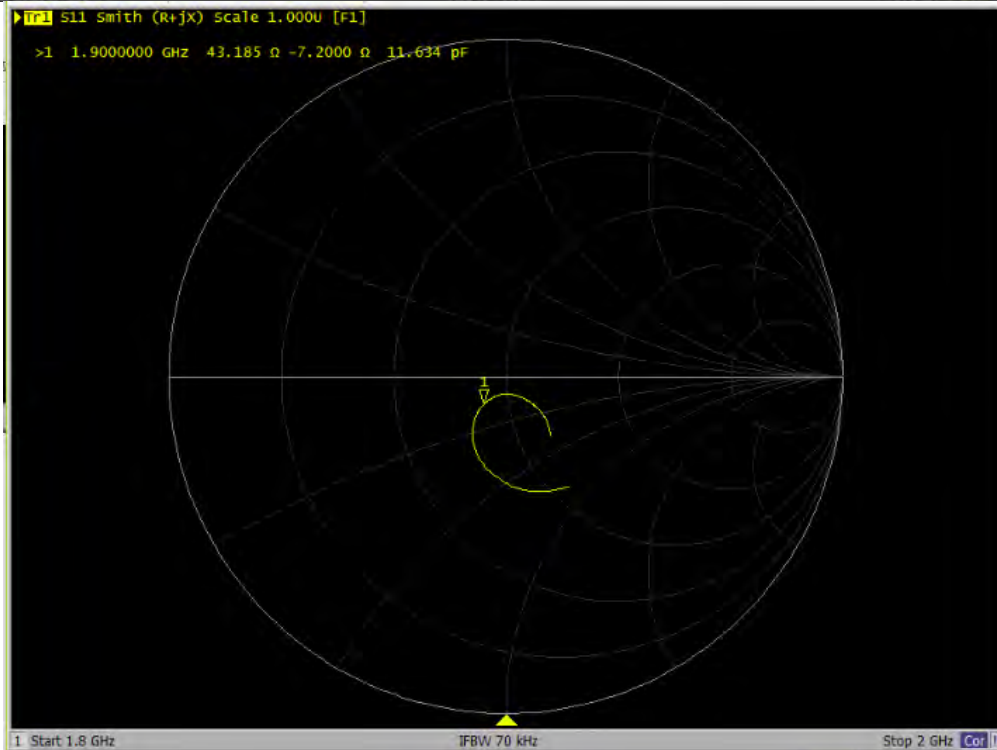 Tr1 S11 Smith (R+jX) Scale 1.000U [F1]
>1 1.9000000 GHz 43.185 Ω -7.2000 Ω 11.634 pF
1
1 Start 1.8 GHz IFBW 70 kHz Stop 2 GHz Cor